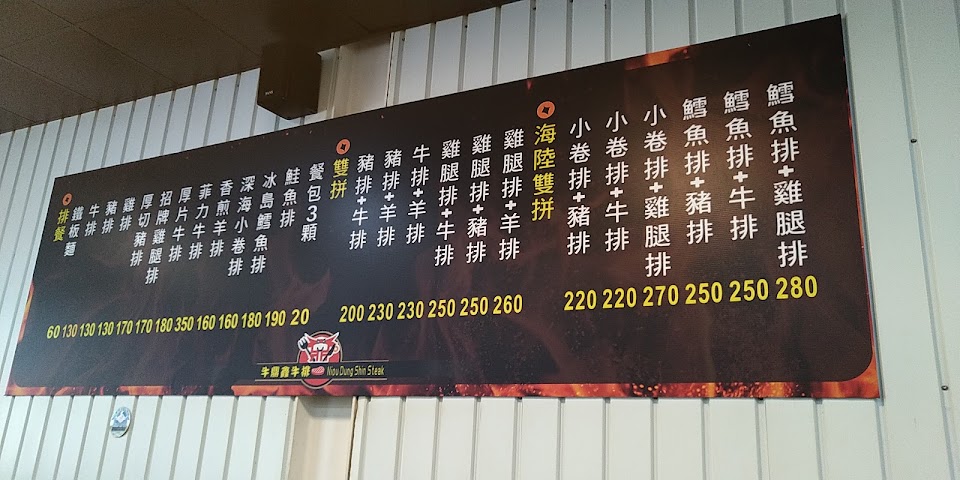 排餐
鐵板麵
牛排
豬排
雞排
厚切豬排
招牌雞腿排
厚片牛排
菲力牛排
香煎羊排
深海小卷排
冰島鱈魚排
鮭魚排
餐包3顆
60 130 130 130 170 170 180 350 160 160 180 190 20
雙拼
豬排+牛排
豬排+羊排
牛排+羊排
雞腿排+牛排
雞腿排+豬排
雞腿排+羊排
200 230 230 250 250 260
海陸雙拼
小卷排+豬排
小卷排+牛排
小卷排+雞腿排
鱈魚排+豬排
鱈魚排+牛排
鱈魚排+雞腿排
220 220 270 250 250 280
牛鼎鑫牛排 Niou Dung Shin Steak